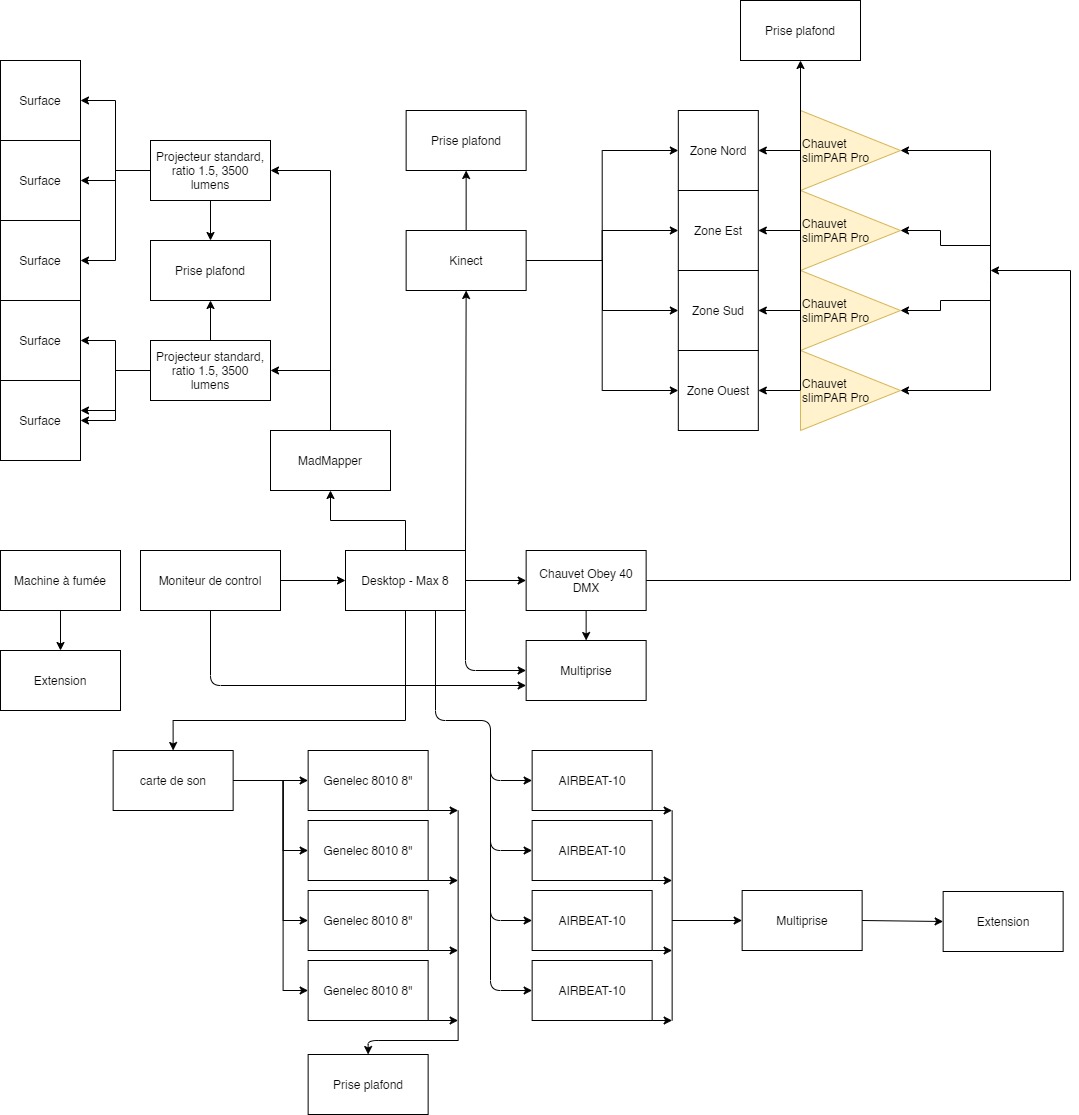 Prise plafond
Surface
Surface
Surface
Surface
Surface
Projecteur standard,
ratio 1.5, 3500
lumens
Prise plafond
Projecteur standard,
ratio 1.5, 3500
lumens
MadMapper
Prise plafond
Kinect
Zone Nord
Zone Est
Zone Sud
Zone Ouest
Chauvet
slimPAR Pro
Chauvet
slimPAR Pro
Chauvet
slimPAR Pro
Chauvet
slimPAR Pro
Machine à fumée
Moniteur de control
Desktop - Max 8
Chauvet Obey 40
DMX
Extension
Multiprise
carte de son
Genelec 8010 8"
Genelec 8010 8"
Genelec 8010 8"
Genelec 8010 8"
Prise plafond
AIRBEAT-10
AIRBEAT-10
AIRBEAT-10
AIRBEAT-10
Multiprise
Extension